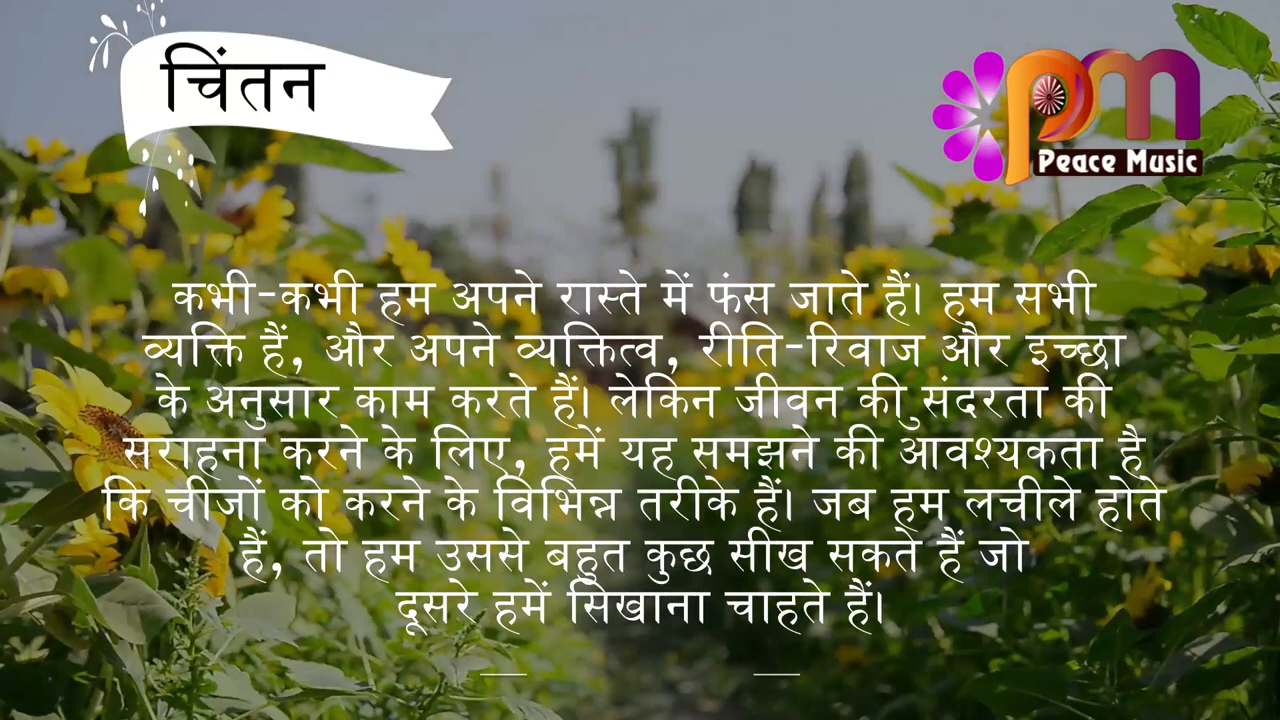 चिंतन
pm
Peace Music
कभी-कभी हम अपने रास्ते में फंस जाते हैं। हम सभी
व्यक्ति हैं, और अपने व्यक्तित्व, रीति-रिवाज और इच्छा
के अनुसार काम करते हैं। लेकिन जीवन की सुंदरता की
सराहना करने के लिए, हमें यह समझने की आवश्यकता है
कि चीजों को करने के विभिन्न तरीके हैं। जब हम लचीले होते
हैं, तो हम उससे बहुत कुछ सीख सकते हैं जो
दूसरे हमें सिखाना चाहते हैं।